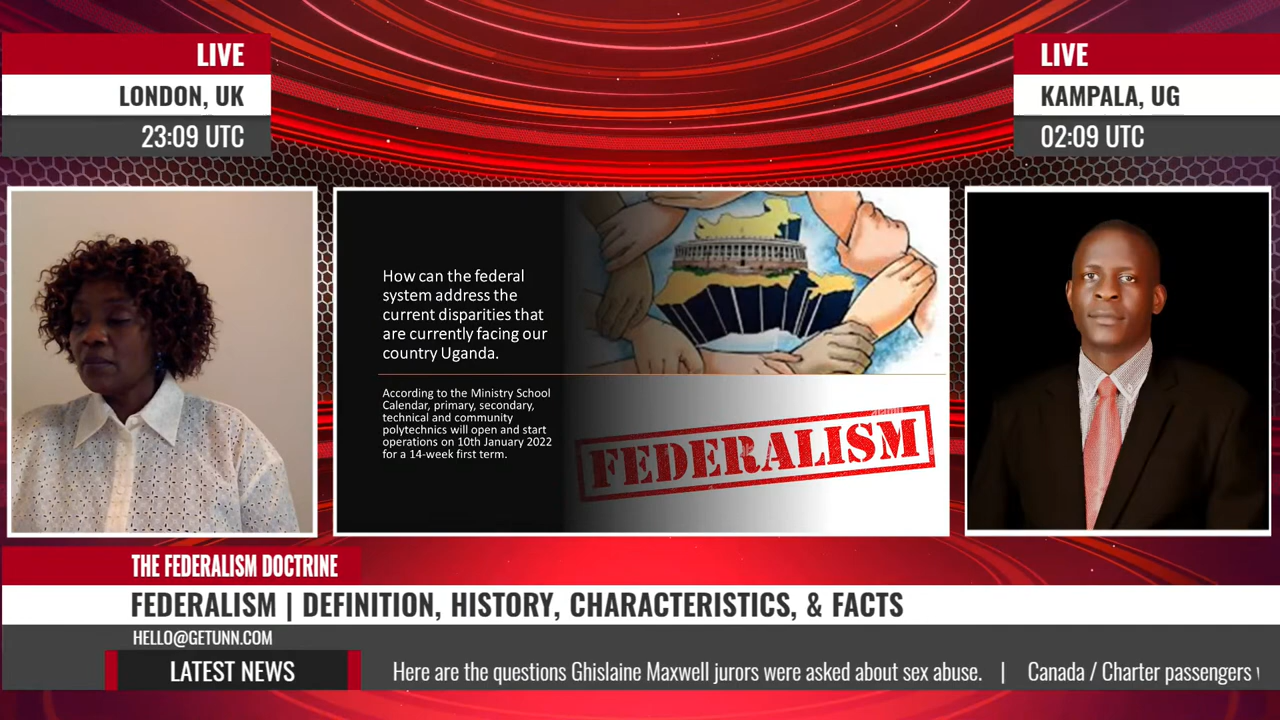 LIVE
LONDON, UK
23:09 UTC
LIVE
KAMPALA, UG
02:09 UTC
How can the federal
system address the
current disparities that
are currently facing our
country Uganda.
According to the Ministry School
Calendar, primary, secondary,
technical and community
polytechnics will open and start
operations on 10th January 2022
for a 14-week first term.
FEDERALISM
THE FEDERALISM DOCTRINE
FEDERALISM | DEFINITION, HISTORY, CHARACTERISTICS, & FACTS
HELLO@GETUNN.COM
LATEST NEWS
Here are the questions Ghislaine Maxwell jurors were asked about sex abuse. | Canada / Charter passengers